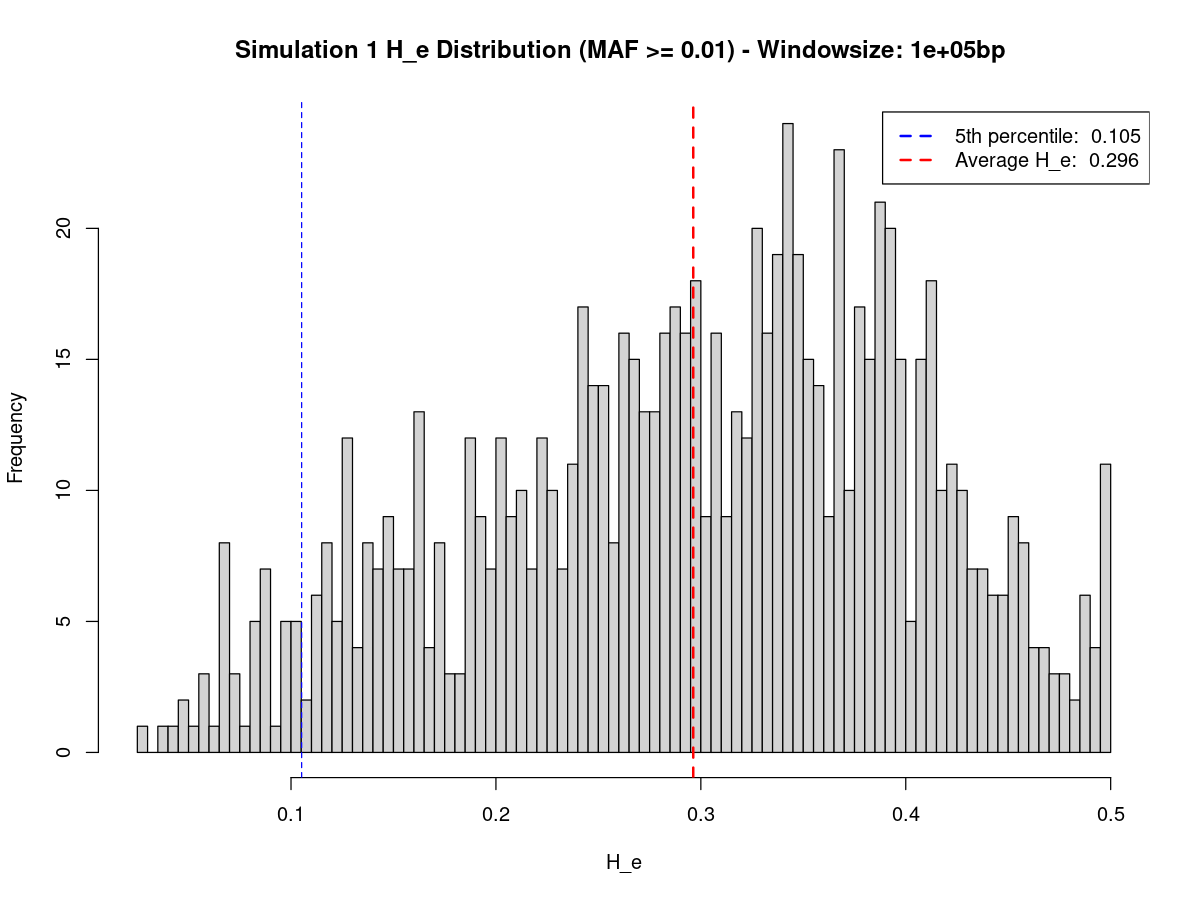 Simulation 1 H_e Distribution (MAF >= 0.01) - Windowsize: 1e+05bp
5th percentile:  0.105
Average H_e:  0.296
Frequency
20
15
10
5
0
0.1 0.2 0.3 0.4 0.5
H_e